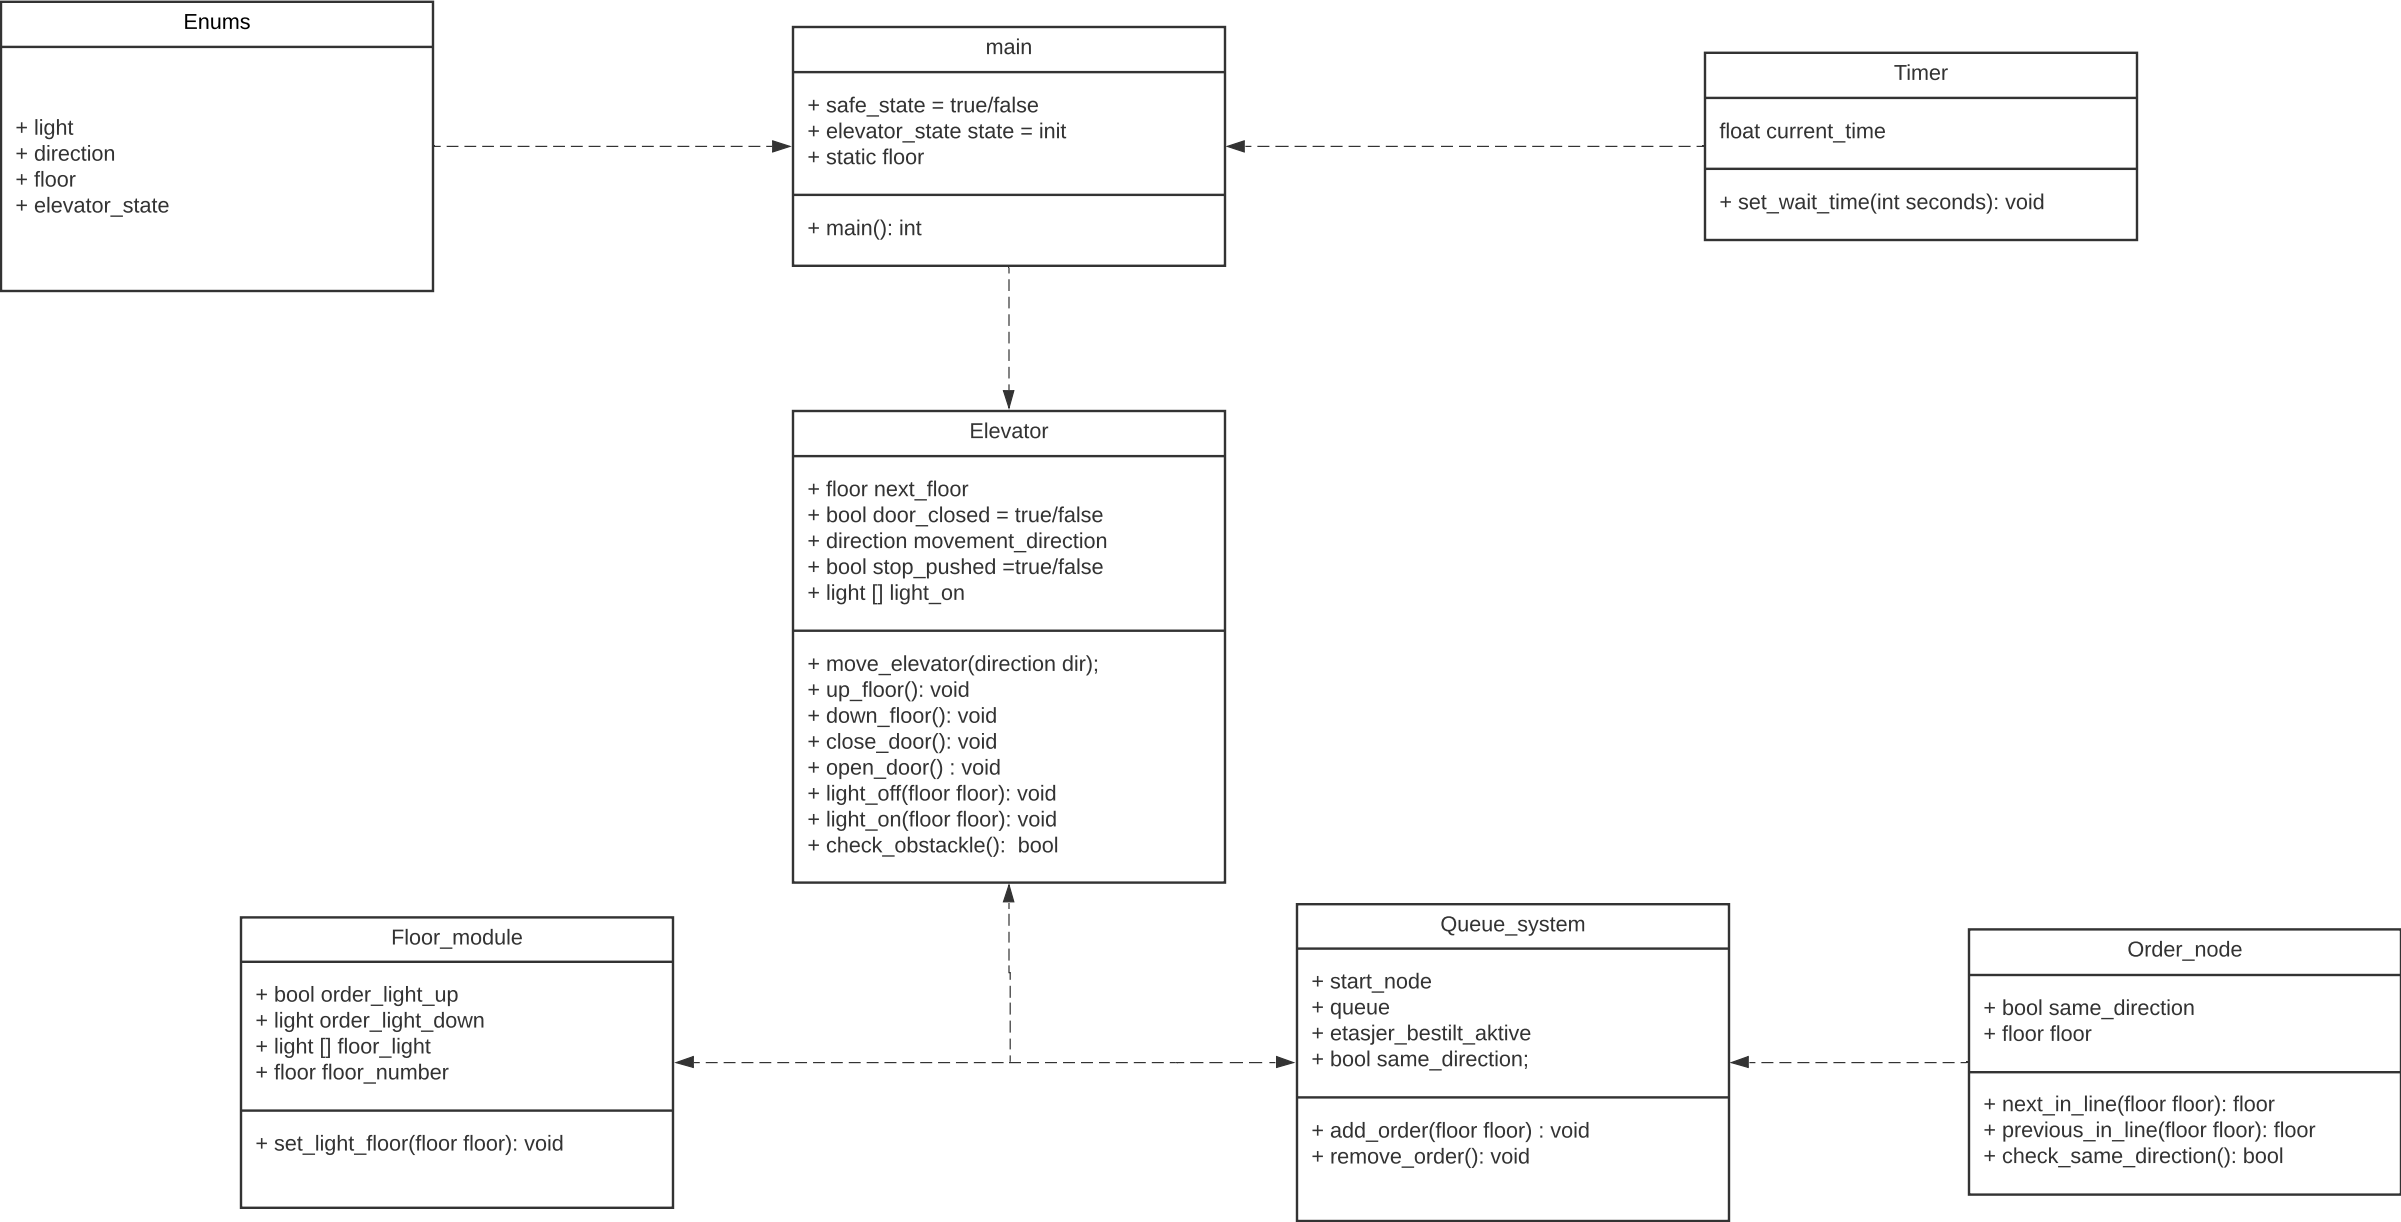 Enums
+ light
+ direction
+ floor
+ elevator_state
main
+ safe_state = true/false
+ elevator_state state = init
+ static floor
+ main(): int
Timer
float current_time
+ set_wait_time(int seconds): void
Elevator
+ floor next_floor
+ bool door_closed = true/false
+ direction movement_direction
+ bool stop_pushed =true/false
+ light [] light_on
+ move_elevator(direction dir);
+ up_floor(): void
+ down_floor(): void
+ close_door(): void
+ open_door() : void
+ light_off(floor floor): void
+ light_on(floor floor): void
+ check_obstackle():  bool
Floor_module
+ bool order_light_up
+ light order_light_down
+ light [] floor_light
+ floor floor_number
+ set_light_floor(floor floor): void
Queue_system
+ start_node
+ queue
+ etasjer_bestilt_aktive
+ bool same_direction;
+ add_order(floor floor) : void
+ remove_order(): void
Order_node
+ bool same_direction
+ floor floor
+ next_in_line(floor floor): floor
+ previous_in_line(floor floor): floor
+ check_same_direction(): bool